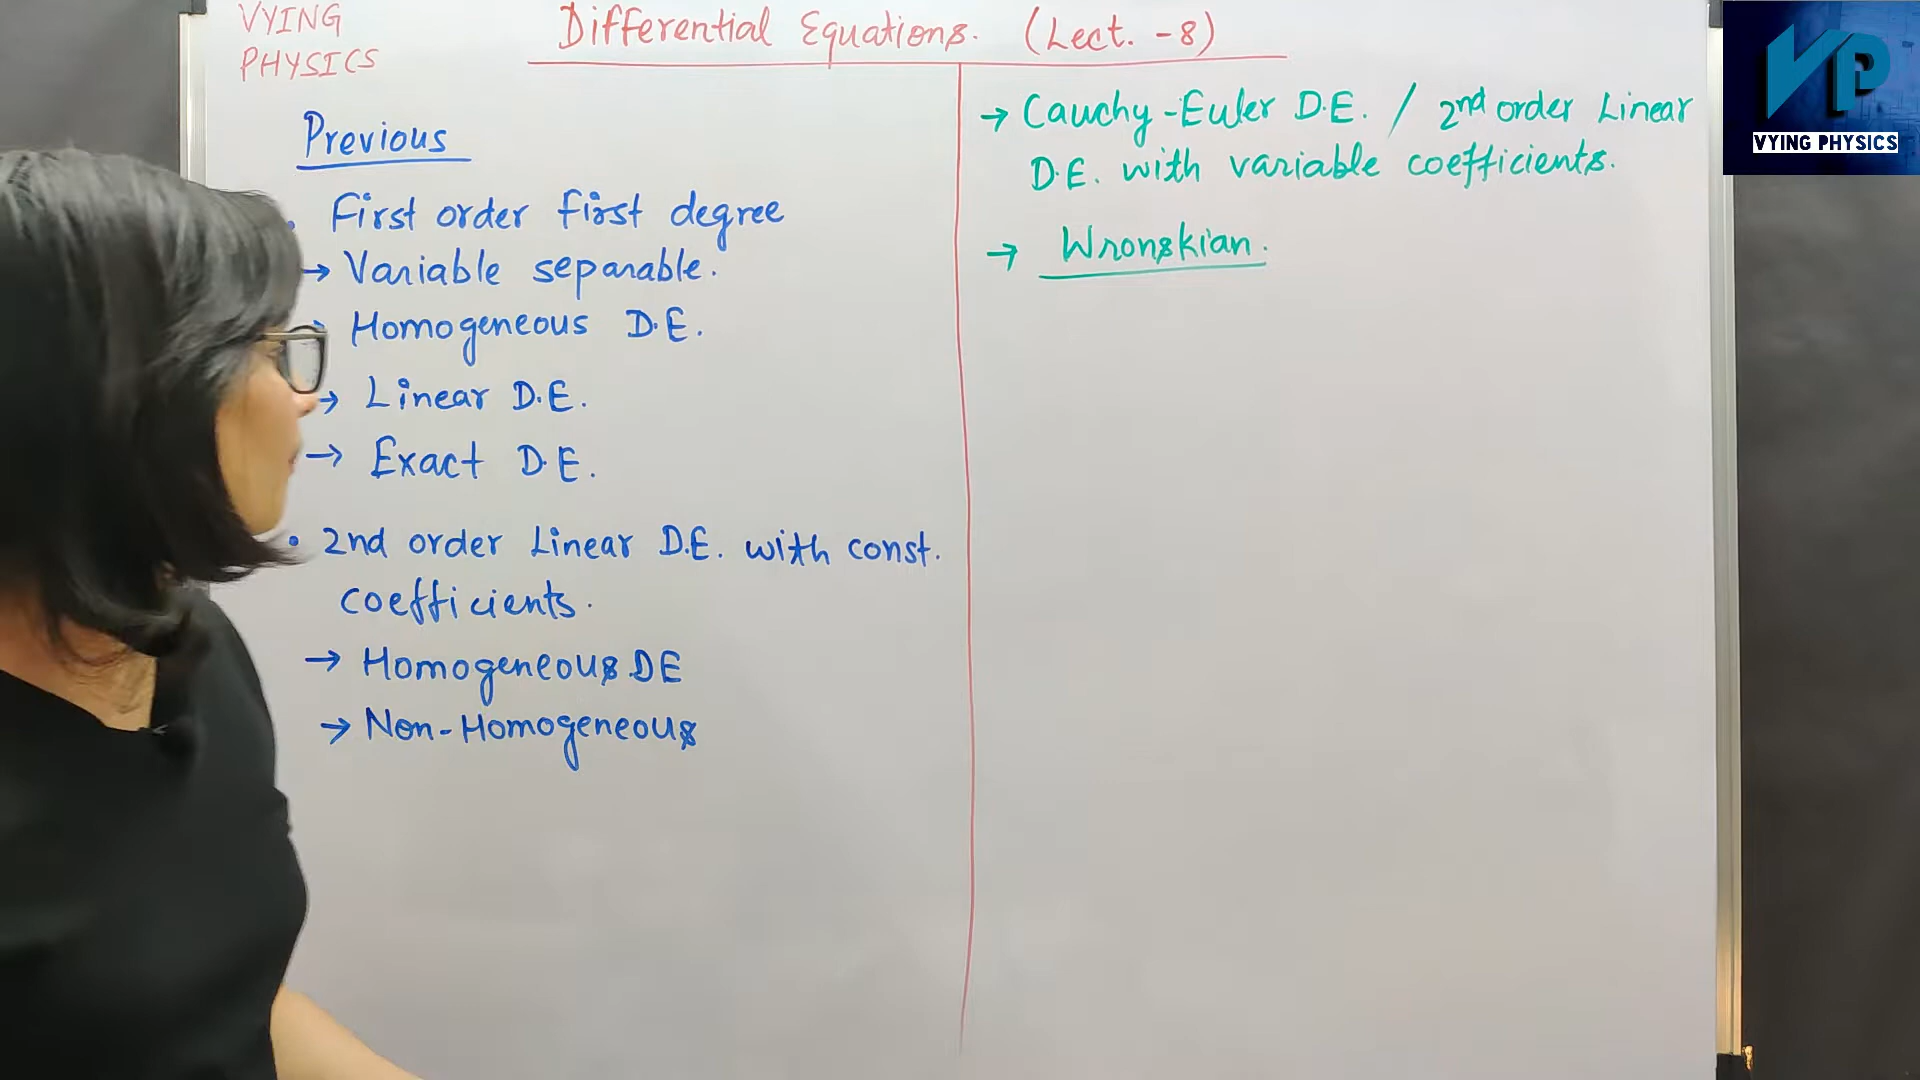 VYING
PHYSICS
Differential Equations. (Lect. -8)
Previous
• First order first degree
→ Variable separable.
→ Homogeneous D.E.
→ Linear D.E.
→ Exact D.E.
• 2nd order Linear D.E. with const.
coefficients.
→ Homogeneous DE
→ Non-Homogeneous
→ Cauchy-Euler D.E. / 2nd order Linear
D.E. with variable coefficients.
→ Wronskian.
VP
VYING PHYSICS